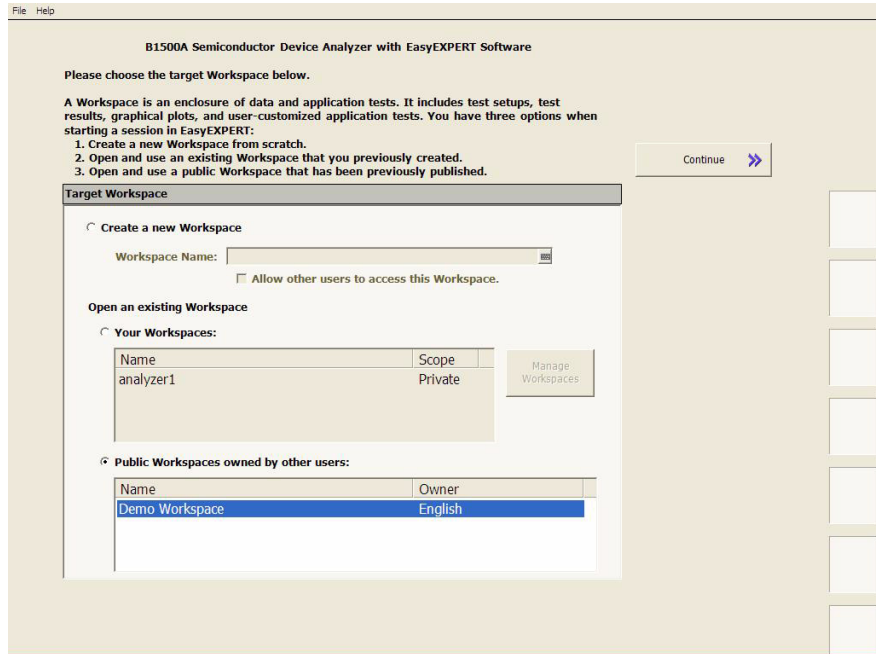 File Help
B1500A Semiconductor Device Analyzer with EasyEXPERT Software
Please choose the target Workspace below.
A Workspace is an enclosure of data and application tests. It includes test setups, test
results, graphical plots, and user-customized application tests. You have three options when
starting a session in EasyEXPERT:
1. Create a new Workspace from scratch.
2. Open and use an existing Workspace that you previously created.
3. Open and use a public Workspace that has been previously published.
Continue
Target Workspace
Create a new Workspace
Workspace Name:
Allow other users to access this Workspace.
Open an existing Workspace
Your Workspaces:
Name Scope
analyzer1 Private
Manage
Workspaces
Public Workspaces owned by other users:
Name Owner
Demo Workspace English